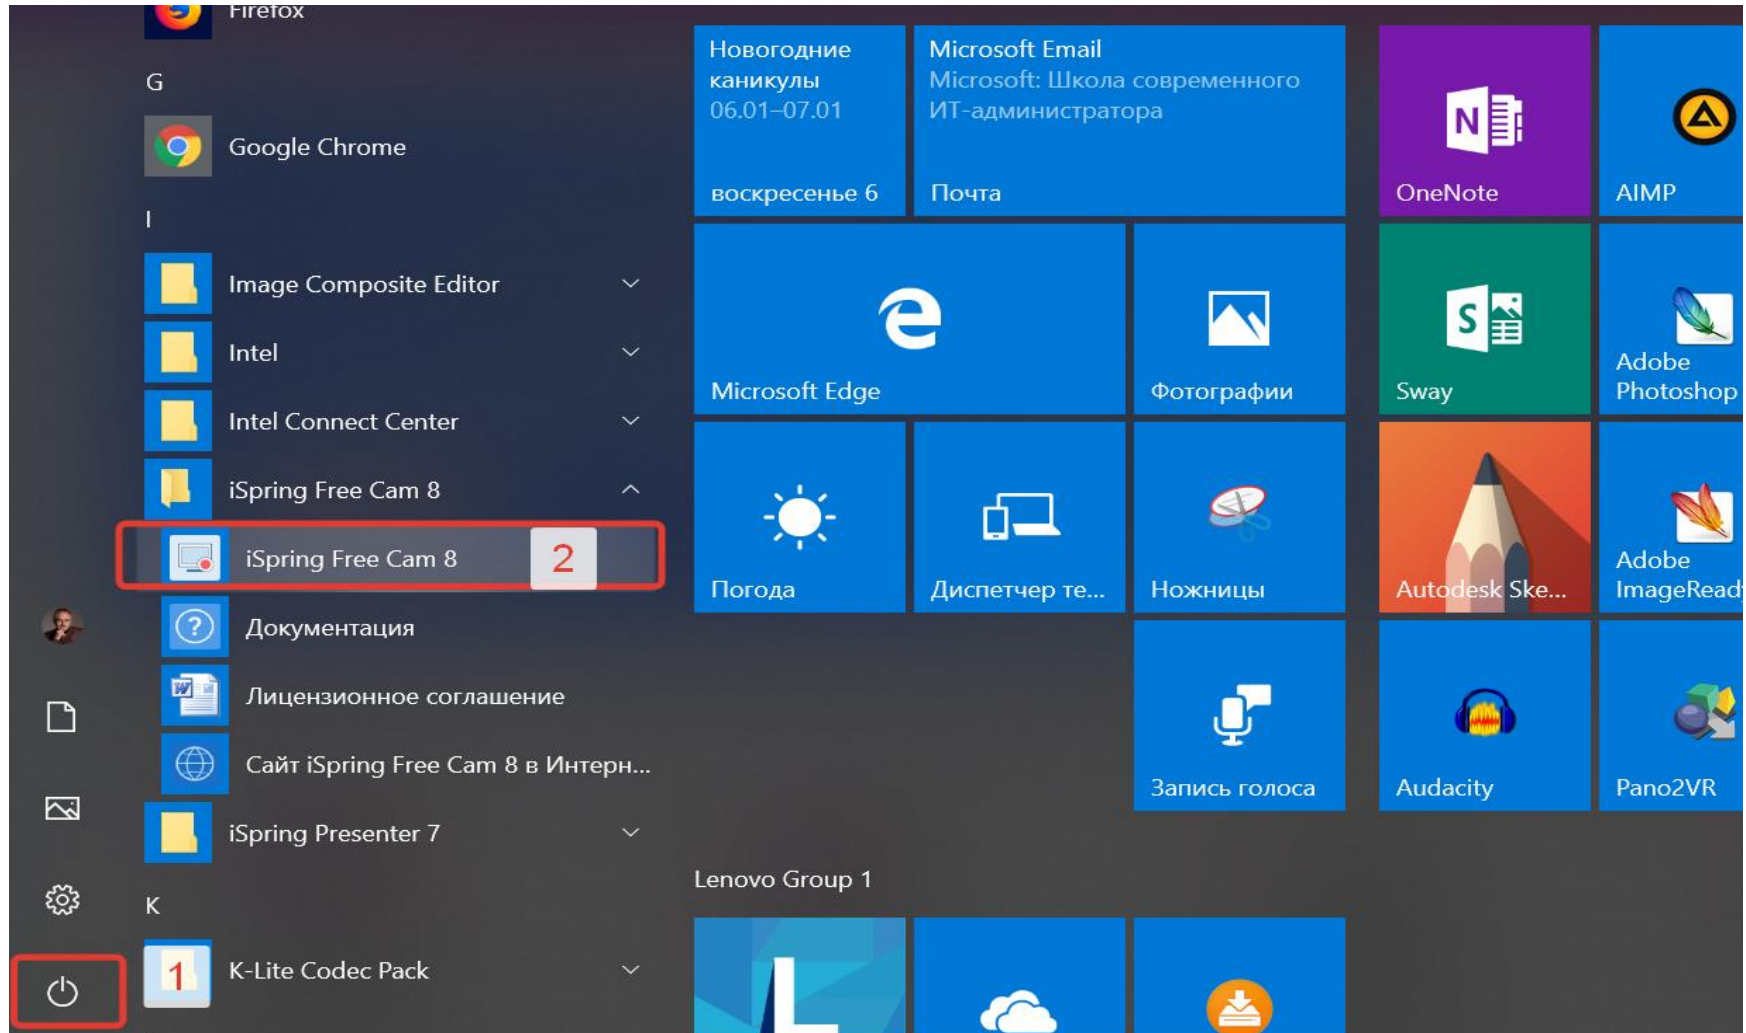 Firefox
G
Google Chrome
I
Image Composite Editor
Intel
Intel Connect Center
iSpring Free Cam 8
iSpring Free Cam 8
2
Документация
Лицензионное соглашение
Сайт iSpring Free Cam 8 в Интерн...
iSpring Presenter 7
K
1
K-Lite Codec Pack
Новогодние
каникулы
06.01–07.01
воскресенье 6
Microsoft Email
Microsoft: Школа современного
ИТ-администратора
Почта
Microsoft Edge
Фотографии
Погода
Диспетчер те...
Ножницы
Запись голоса
Lenovo Group 1
L
N
OneNote
AIMP
S
Sway
Adobe
Photoshop
Autodesk Ske...
Adobe
ImageReady
Audacity
Pano2VR